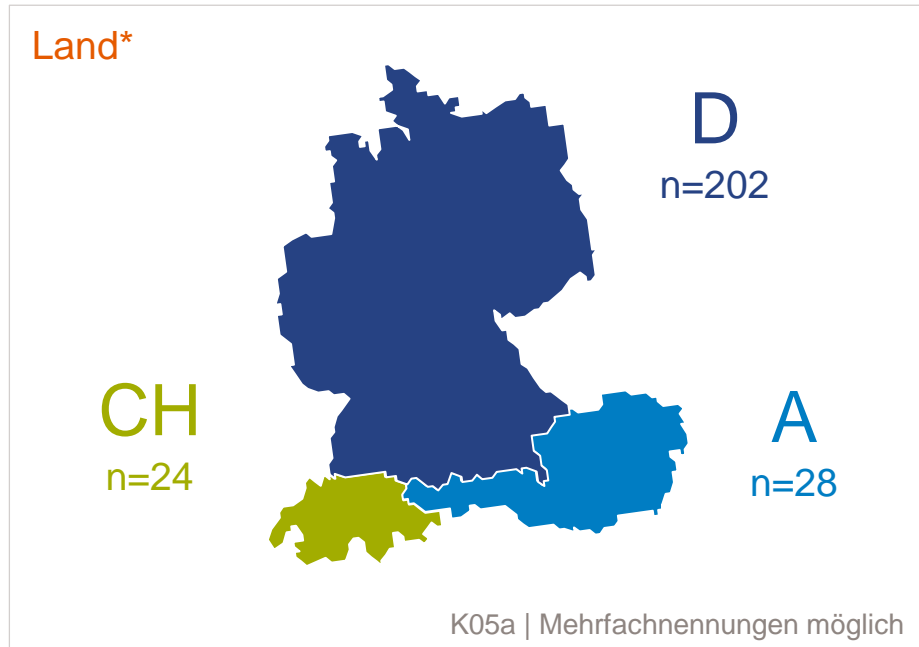 Land*
D
n=202
CH
n=24
A
n=28
K05a | Mehrfachnennungen möglich